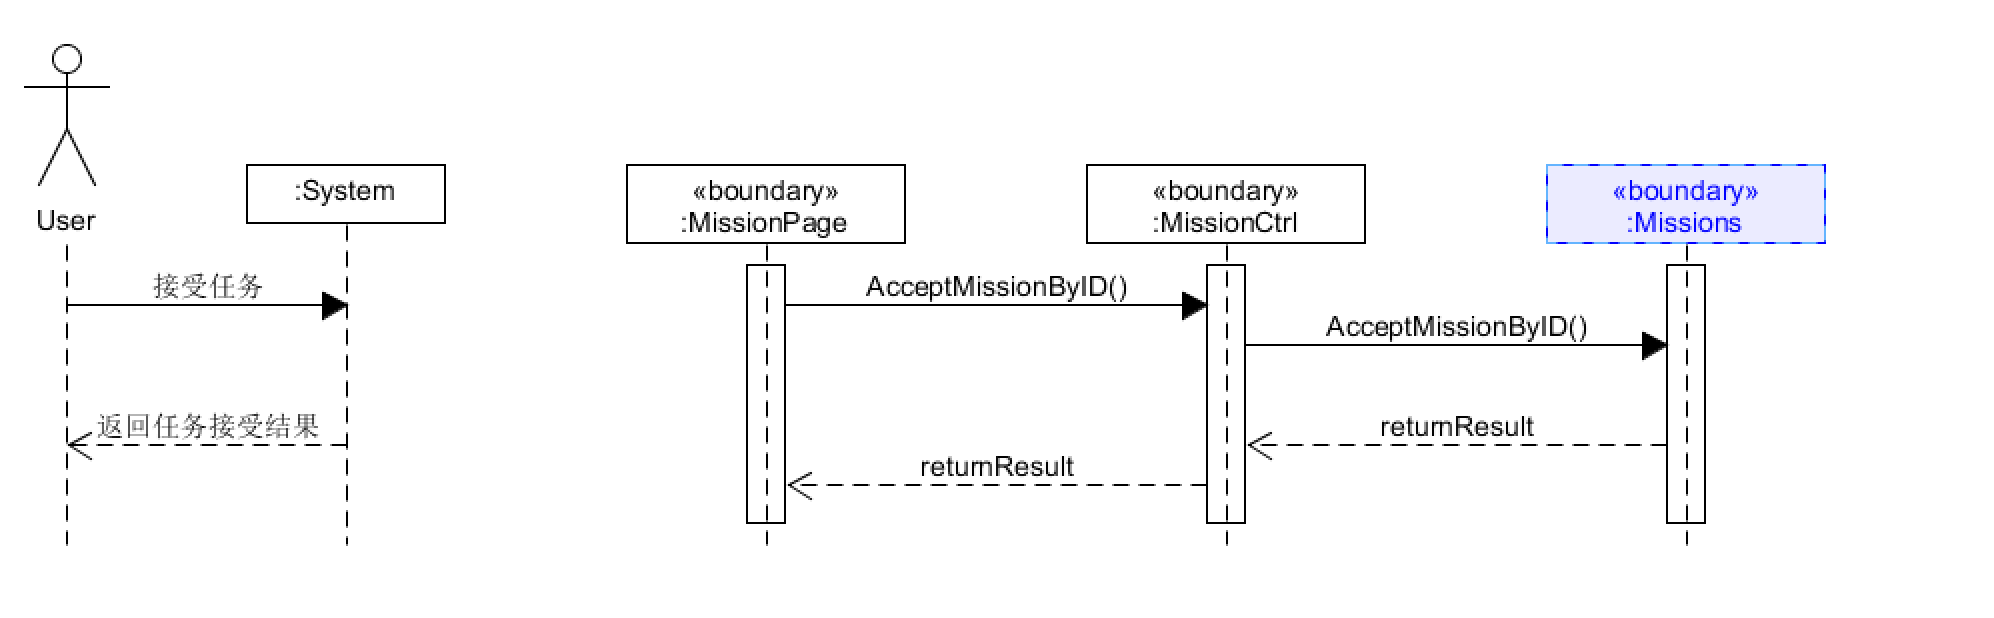 User
:System
接受任务
返回任务接受结果
«boundary»
:MissionPage
«boundary»
:MissionCtrl
«boundary»
:Missions
AcceptMissionByID()
AcceptMissionByID()
returnResult
returnResult